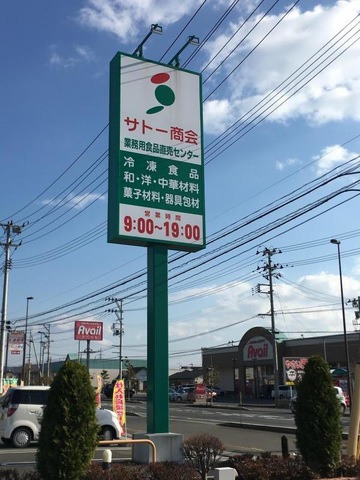 サトー商会
業務用食品直売センター
冷凍食品
和・洋・中華材料
菓子材料・器具包材
営業時間
9:00~19:00
Avail
Avail